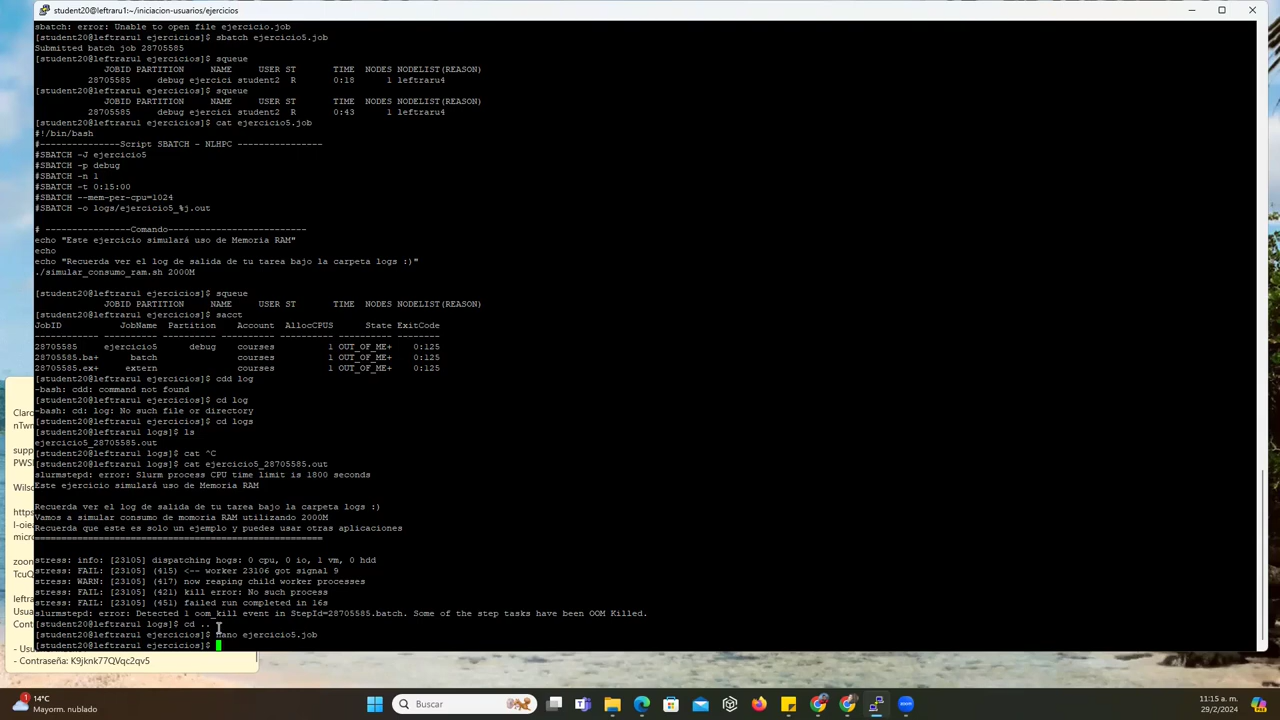 student20@leftraru1:~/iniciacion-usuarios/ejercicios
sbatch: error: Unable to open file ejercicio.job
[student20@leftraru1 ejercicios]$ sbatch ejercicio5.job
Submitted batch job 28705585
[student20@leftraru1 ejercicios]$ squeue
JOBID PARTITION NAME USER ST TIME NODES NODELIST(REASON)
28705585 debug ejercici student2 R 0:18 1 leftraru4
[student20@leftraru1 ejercicios]$ squeue
JOBID PARTITION NAME USER ST TIME NODES NODELIST(REASON)
28705585 debug ejercici student2 R 0:43 1 leftraru4
[student20@leftraru1 ejercicios]$ cat ejercicio5.job
#!/bin/bash
#---------------Script SBATCH - NLHPC ----------------
#SBATCH -J ejercicio5
#SBATCH -p debug
#SBATCH -n 1
#SBATCH -t 0:15:00
#SBATCH --mem-per-cpu=1024
#SBATCH -o logs/ejercicio5_%j.out
# ----------------Comando--------------------------
echo "Este ejercicio simulará uso de Memoria RAM"
echo
echo "Recuerda ver el log de salida de tu tarea bajo la carpeta logs :)"
./simular_consumo_ram.sh 2000M
[student20@leftraru1 ejercicios]$ squeue
JOBID PARTITION NAME USER ST TIME NODES NODELIST(REASON)
[student20@leftraru1 ejercicios]$ sacct
JobID JobName Partition Account AllocCPUS State ExitCode
------------ ---------- ---------- ---------- ---------- ---------- --------
28705585 ejercicio5 debug courses 1 OUT_OF_ME+ 0:125
28705585.ba+ batch courses 1 OUT_OF_ME+ 0:125
28705585.ex+ extern courses 1 OUT_OF_ME+ 0:125
[student20@leftraru1 ejercicios]$ cdd log
-bash: cdd: command not found
[student20@leftraru1 ejercicios]$ cd log
-bash: cd: log: No such file or directory
[student20@leftraru1 ejercicios]$ cd logs
[student20@leftraru1 logs]$ ls
ejercicio5_28705585.out
[student20@leftraru1 logs]$ cat ^C
[student20@leftraru1 logs]$ cat ejercicio5_28705585.out
slurmstepd: error: Slurm process CPU time limit is 1800 seconds
Este ejercicio simulará uso de Memoria RAM
Recuerda ver el log de salida de tu tarea bajo la carpeta logs :)
Vamos a simular consumo de momoria RAM utilizando 2000M
Recuerda que este es solo un ejemplo y puedes usar otras aplicaciones
======================================================
stress: info: [23105] dispatching hogs: 0 cpu, 0 io, 1 vm, 0 hdd
stress: FAIL: [23105] (415) <-- worker 23106 got signal 9
stress: WARN: [23105] (417) now reaping child worker processes
stress: FAIL: [23105] (421) kill error: No such process
stress: FAIL: [23105] (451) failed run completed in 16s
slurmstepd: error: Detected 1 oom_kill event in StepId=28705585.batch. Some of the step tasks have been OOM Killed.
[student20@leftraru1 logs]$ cd ..
[student20@leftraru1 ejercicios]$ nano ejercicio5.job
[student20@leftraru1 ejercicios]$
Claro
nTwn
supp
PWS
Wilso
https
l-oie
micro
zoon
TcuQ
leftra
Usua
Cont
- Usu
- Contraseña: K9jknk77QVqc2qv5
1
14°C
Mayorm. nublado
Buscar
11:15 a. m.
29/2/2024